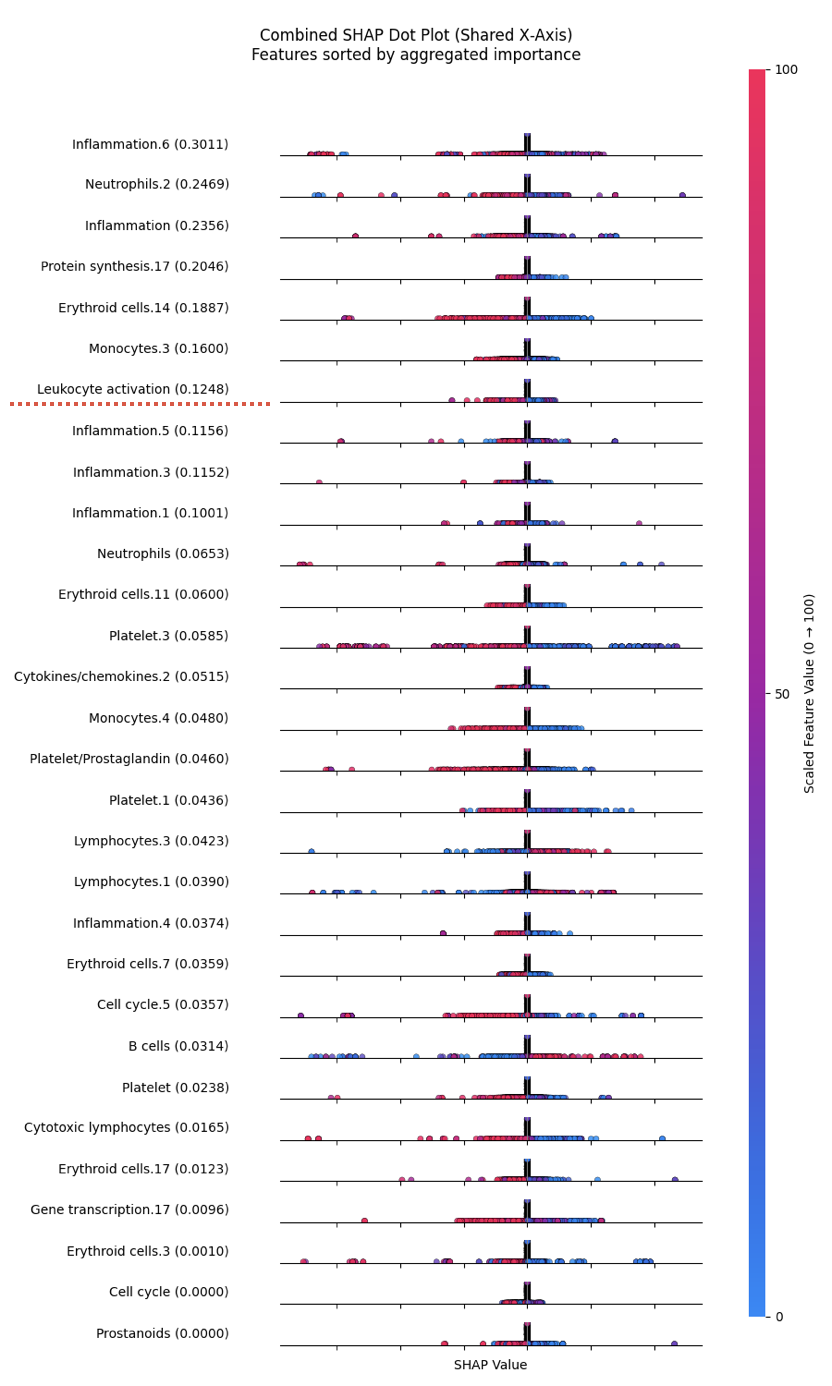 Combined SHAP Dot Plot (Shared X-Axis)
Features sorted by aggregated importance
100
Inflammation.6 (0.3011)
Neutrophils.2 (0.2469)
Inflammation (0.2356)
Protein synthesis.17 (0.2046)
Erythroid cells.14 (0.1887)
Monocytes.3 (0.1600)
Leukocyte activation (0.1248)
Inflammation.5 (0.1156)
Inflammation.3 (0.1152)
Inflammation.1 (0.1001)
Neutrophils (0.0653)
Erythroid cells.11 (0.0600)
Platelet.3 (0.0585)
Cytokines/chemokines.2 (0.0515)
50
Monocytes.4 (0.0480)
Platelet/Prostaglandin (0.0460)
Platelet.1 (0.0436)
Lymphocytes.3 (0.0423)
Lymphocytes.1 (0.0390)
Inflammation.4 (0.0374)
Erythroid cells.7 (0.0359)
Cell cycle.5 (0.0357)
B cells (0.0314)
Platelet (0.0238)
Cytotoxic lymphocytes (0.0165)
Erythroid cells.17 (0.0123)
Gene transcription.17 (0.0096)
Erythroid cells.3 (0.0010)
Cell cycle (0.0000)
0
Prostanoids (0.0000)
SHAP Value
Scaled Feature Value (0 → 100)